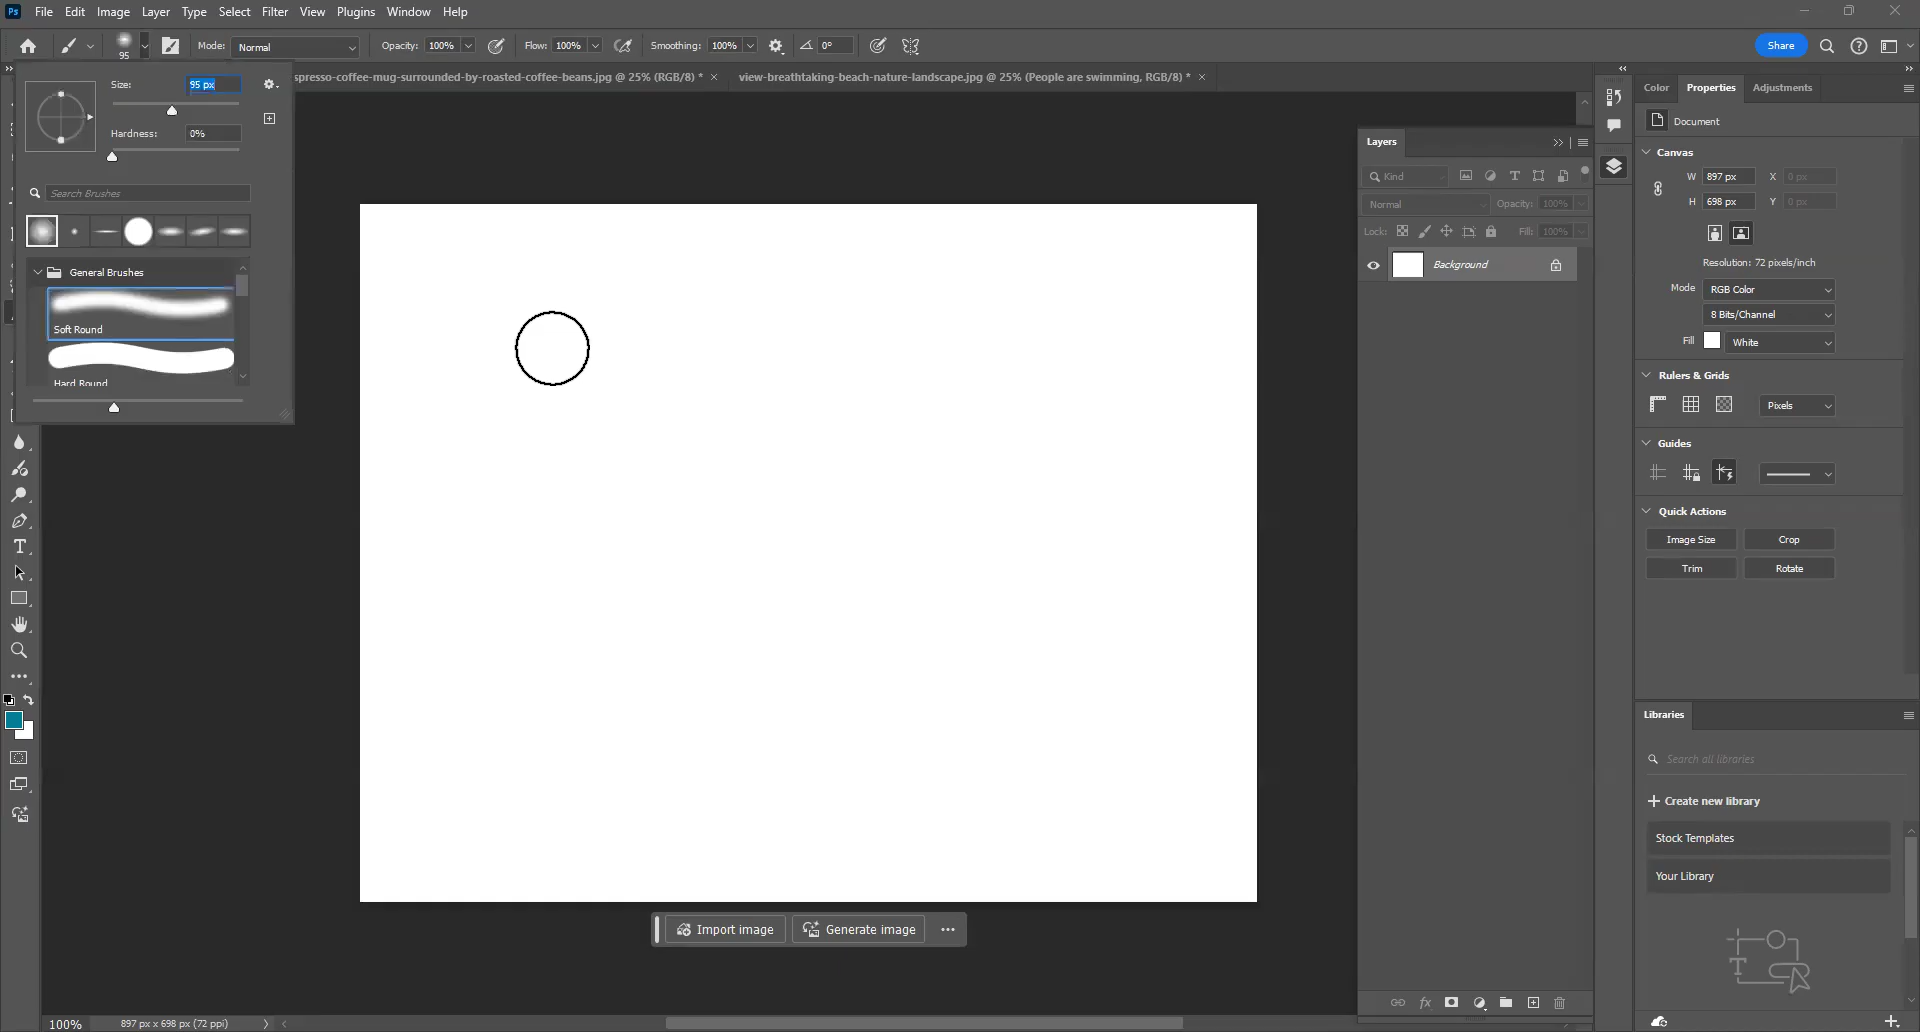 Ps File Edit Image Layer Type Select Filter View Plugins Window Help
95 Mode: Normal Opacity: 100% Flow: 100% Smoothing: 100% 0° Share
spresso-coffee-mug-surrounded-by-roasted-coffee-beans.jpg @ 25% (RGB/8) * view-breathtaking-beach-nature-landscape.jpg @ 25% (People are swimming, RGB/8) *
Size: 95 px
Hardness: 0%
Search Brushes
General Brushes
Soft Round
Hard Round
Layers
Kind
Normal Opacity: 100%
Lock: Fill: 100%
Background
Color Properties Adjustments
Document
Canvas
W 897 px X 0 px
H 698 px Y 0 px
Resolution: 72 pixels/inch
Mode RGB Color
8 Bits/Channel
Fill White
Rulers & Grids
Pixels
Guides
Quick Actions
Image Size Crop
Trim Rotate
Libraries
Search all libraries
Create new library
Stock Templates
Your Library
T
Import image Generate image
fx
100% 897 px x 698 px (72 ppi)